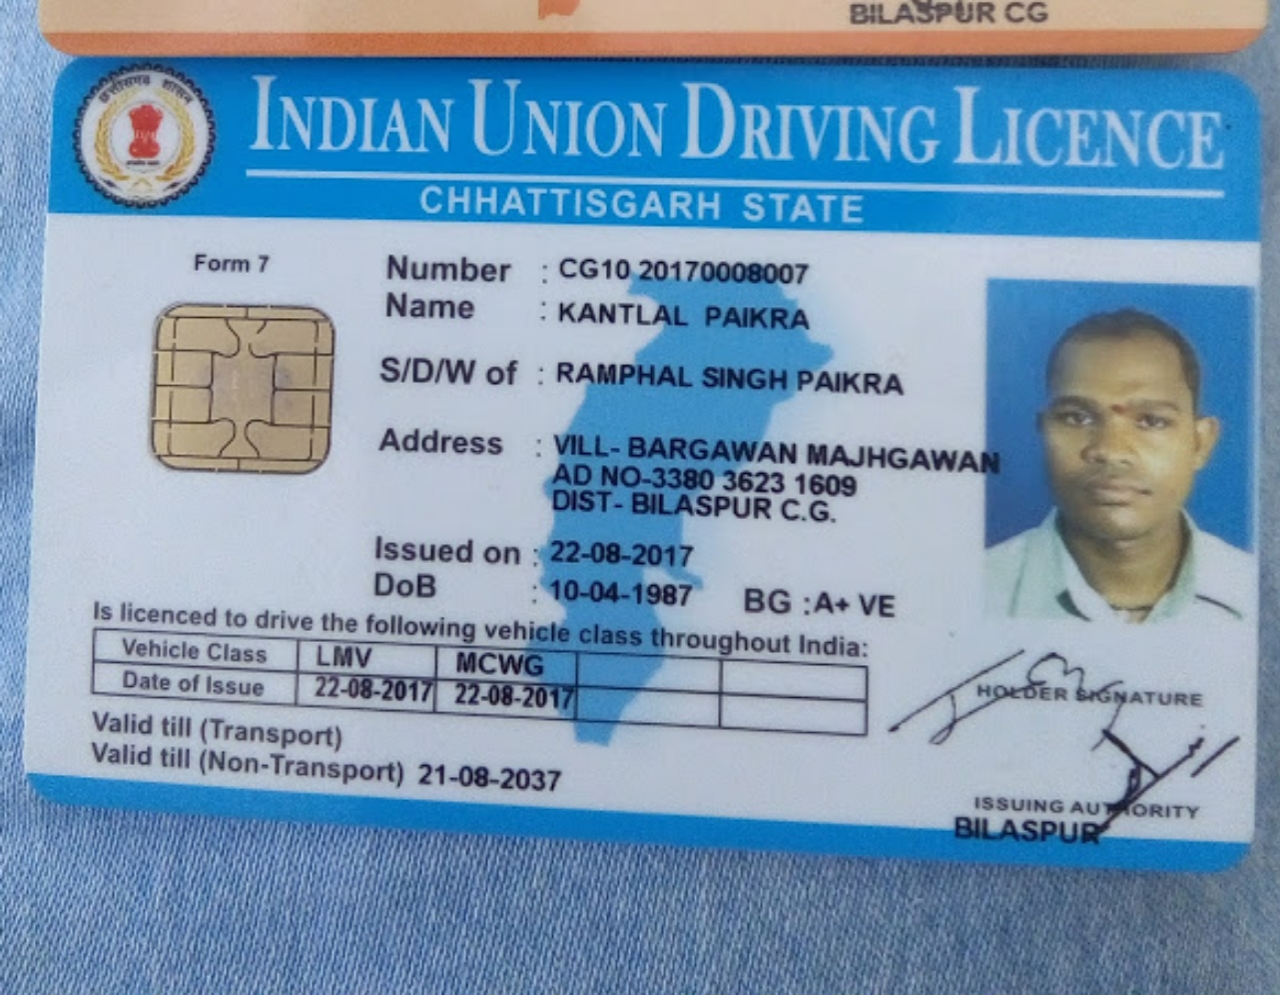 BILASPUR CG
छत्तीसगढ़ शासन
INDIAN UNION DRIVING LICENCE
CHHATTISGARH STATE
Form 7
Number : CG10 20170008007
Name : KANTLAL PAIKRA
S/D/W of : RAMPHAL SINGH PAIKRA
Address : VILL- BARGAWAN MAJHGAWAN
AD NO-3380 3623 1609
DIST- BILASPUR C.G.
Issued on : 22-08-2017
DoB : 10-04-1987 BG :A+ VE
Is licenced to drive the following vehicle class throughout India:
Vehicle Class LMV MCWG
Date of Issue 22-08-2017 22-08-2017
HOLDER SIGNATURE
Valid till (Transport)
Valid till (Non-Transport) 21-08-2037
ISSUING AUTHORITY
BILASPUR